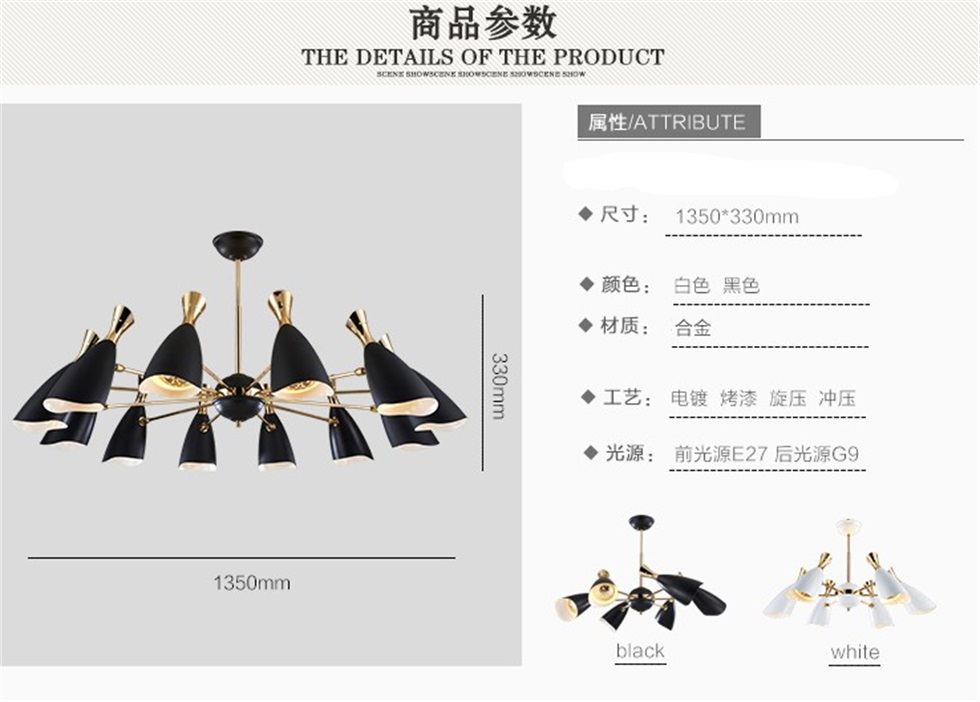 商品参数
THE DETAILS OF THE PRODUCT
SCENE SHOWSCENE SHOWSCENE SHOWSCENE SHOW
属性/ATTRIBUTE
◆ 尺寸： 1350*330mm
◆ 颜色： 白色 黑色
◆ 材质： 合金
◆ 工艺： 电镀 烤漆 旋压 冲压
◆ 光源： 前光源E27 后光源G9
330mm
1350mm
black
white